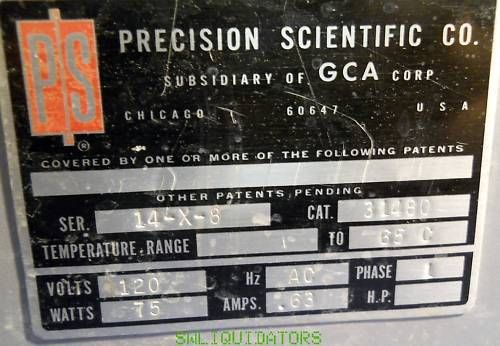 PS
®
PRECISION SCIENTIFIC CO.
SUBSIDIARY OF GCA CORP.
CHICAGO 60647 U S A
COVERED BY ONE OR MORE OF THE FOLLOWING PATENTS
OTHER PATENTS PENDING
SER. 14-X-6 CAT. 31480
TEMPERATURE RANGE TO 65 C
VOLTS 120 Hz AC PHASE 1
WATTS 75 AMPS. .63 H.P.
SWLIQUIDATORS